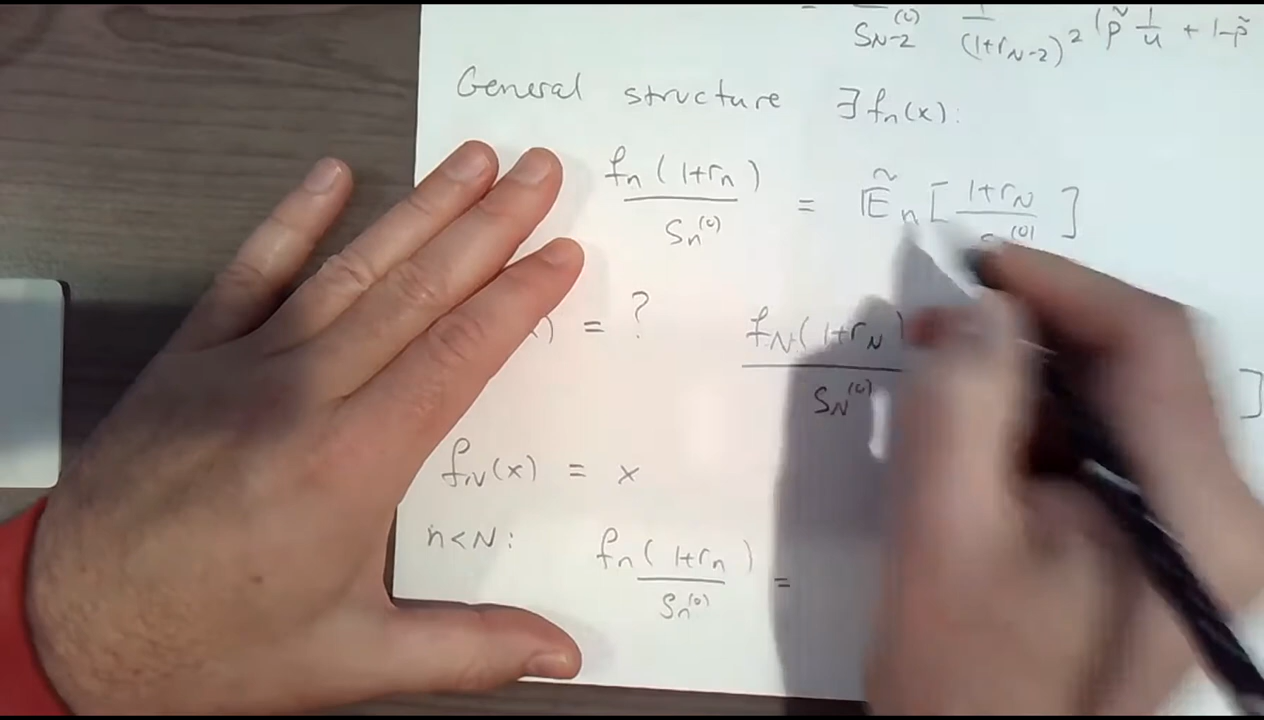 = / S_{N-2}^{(0)} 1/(1+r_{N-2})^2 (p̃ 1/u + 1-p̃
General structure ∃ f_n(x):
f_n(1+r_n) / S_n^{(0)} = Ẽ_n [ 1+r_N / S^{(0)} ]
x) = ? f_N(1+r_N) / S_N^{(0)} ]
f_N(x) = x
n<N: f_n(1+r_n) / S_n^{(0)} =